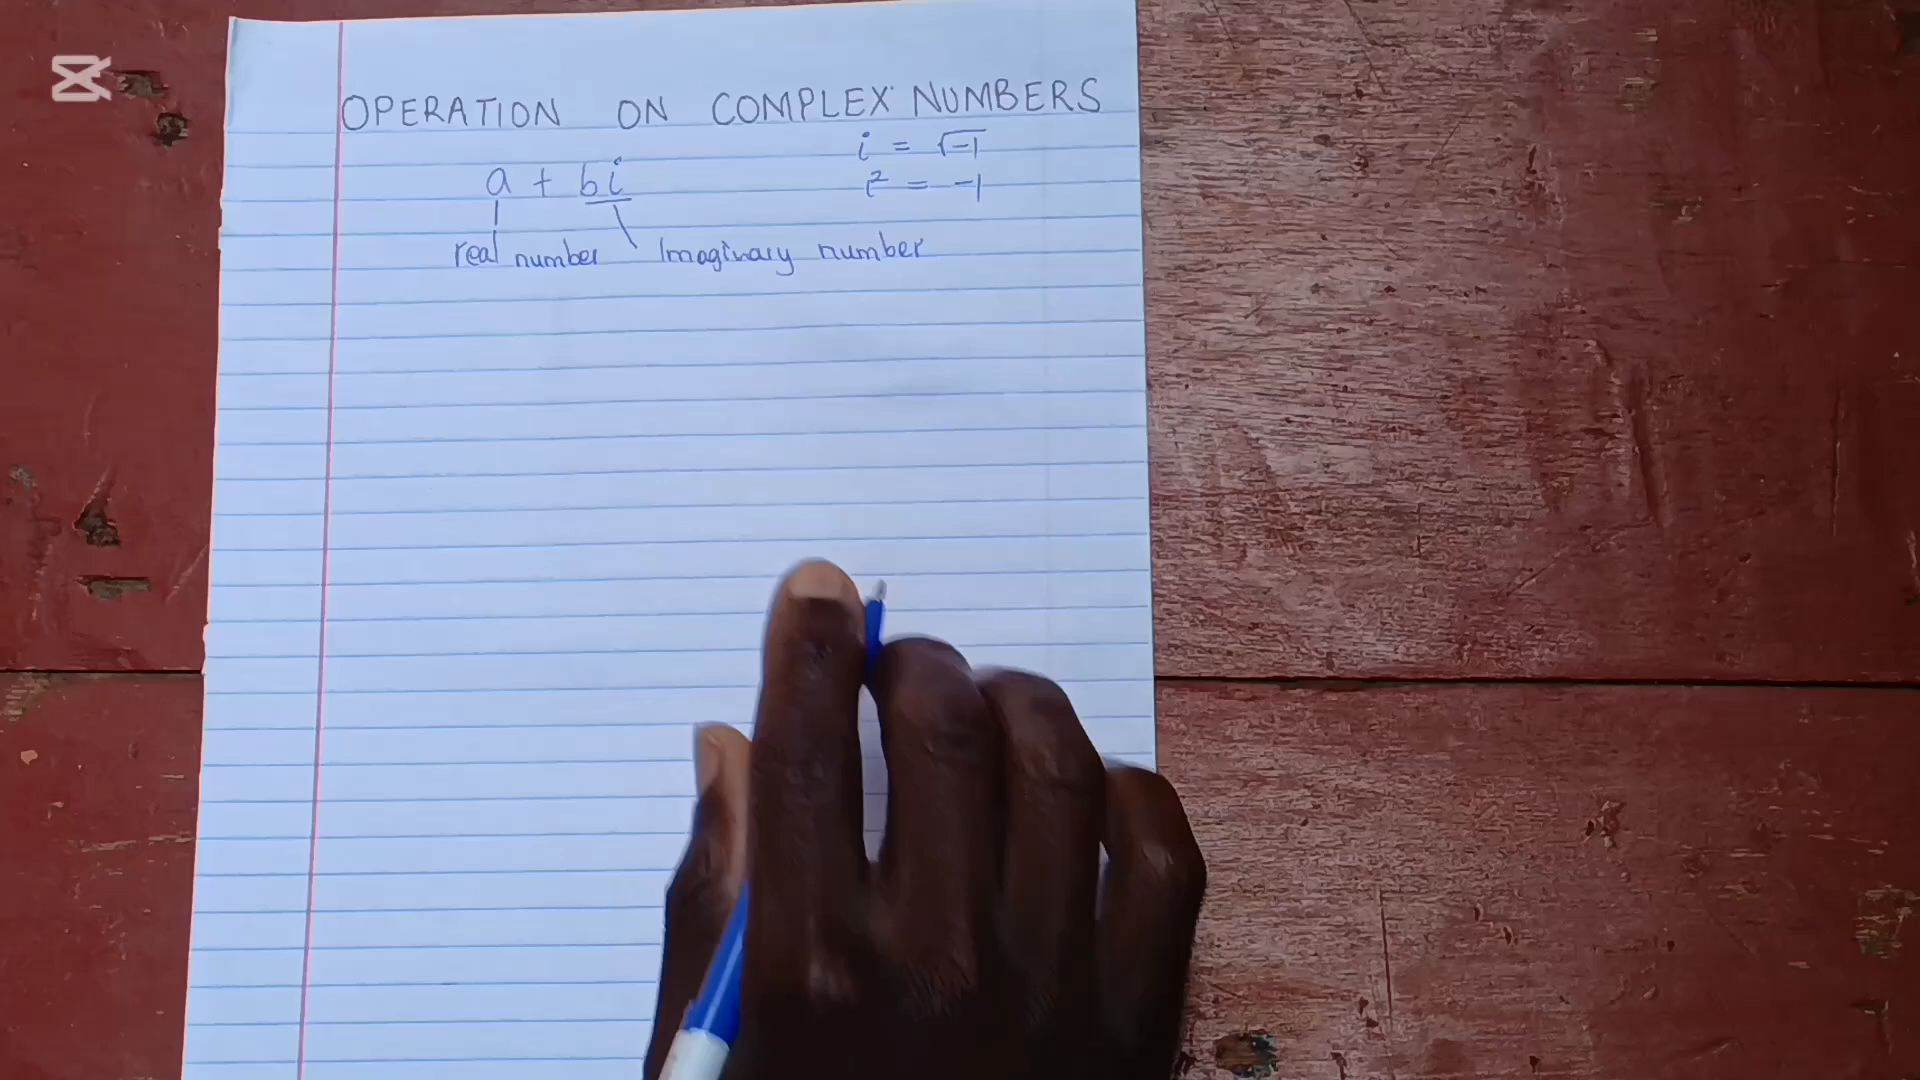 OPERATION ON COMPLEX NUMBERS
i = √-1
a + bi
i² = -1
real number Imaginary number